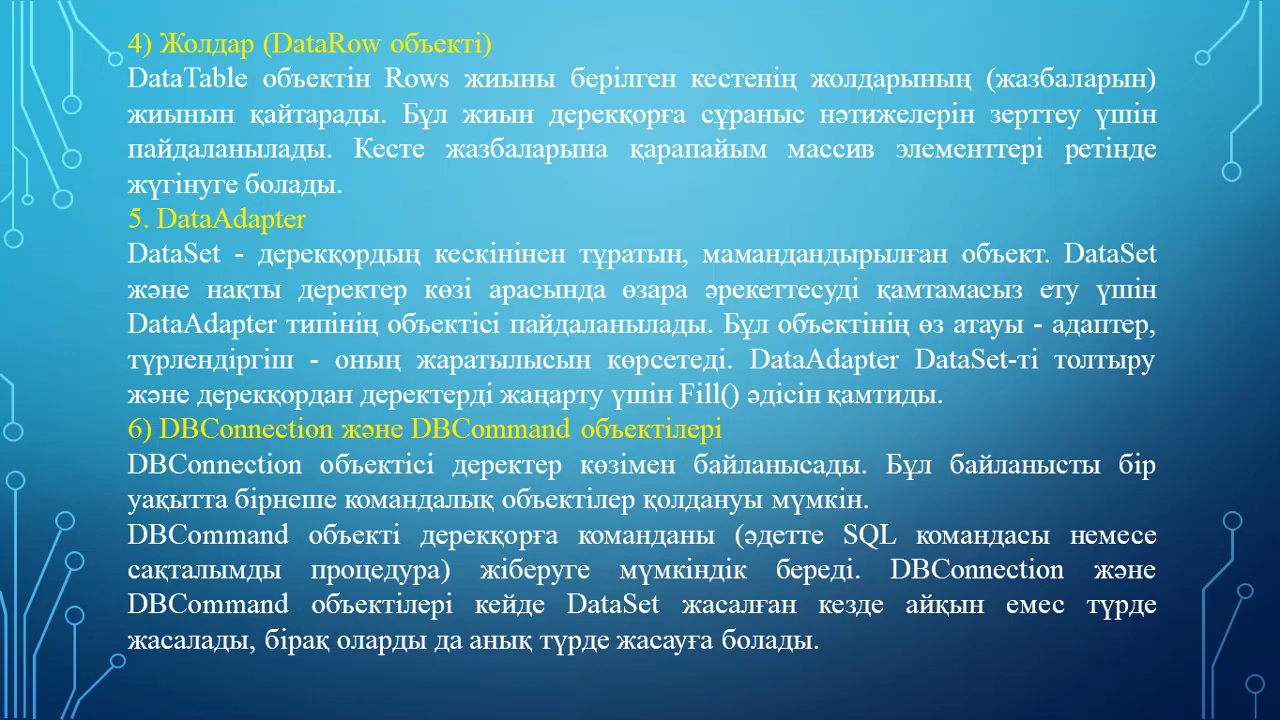 4) Жолдар (DataRow объекті)
DataTable объектін Rows жиыны берілген кестенің жолдарының (жазбаларын)
жиынын қайтарады. Бұл жиын дерекқорға сұраныс нәтижелерін зерттеу үшін
пайдаланылады. Кесте жазбаларына қарапайым массив элементтері ретінде
жүгінуге болады.
5. DataAdapter
DataSet - дерекқордың кескінінен тұратын, мамандандырылған объект. DataSet
және нақты деректер көзі арасында өзара әрекеттесуді қамтамасыз ету үшін
DataAdapter типінің объектісі пайдаланылады. Бұл объектінің өз атауы - адаптер,
түрлендіргіш - оның жаратылысын көрсетеді. DataAdapter DataSet-ті толтыру
және дерекқордан деректерді жаңарту үшін Fill() әдісін қамтиды.
6) DBConnection және DBCommand объектілері
DBConnection объектісі деректер көзімен байланысады. Бұл байланысты бір
уақытта бірнеше командалық объектілер қолдануы мүмкін.
DBCommand объекті дерекқорға команданы (әдетте SQL командасы немесе
сақталымды процедура) жіберуге мүмкіндік береді. DBConnection және
DBCommand объектілері кейде DataSet жасалған кезде айқын емес түрде
жасалады, бірақ оларды да анық түрде жасауға болады.